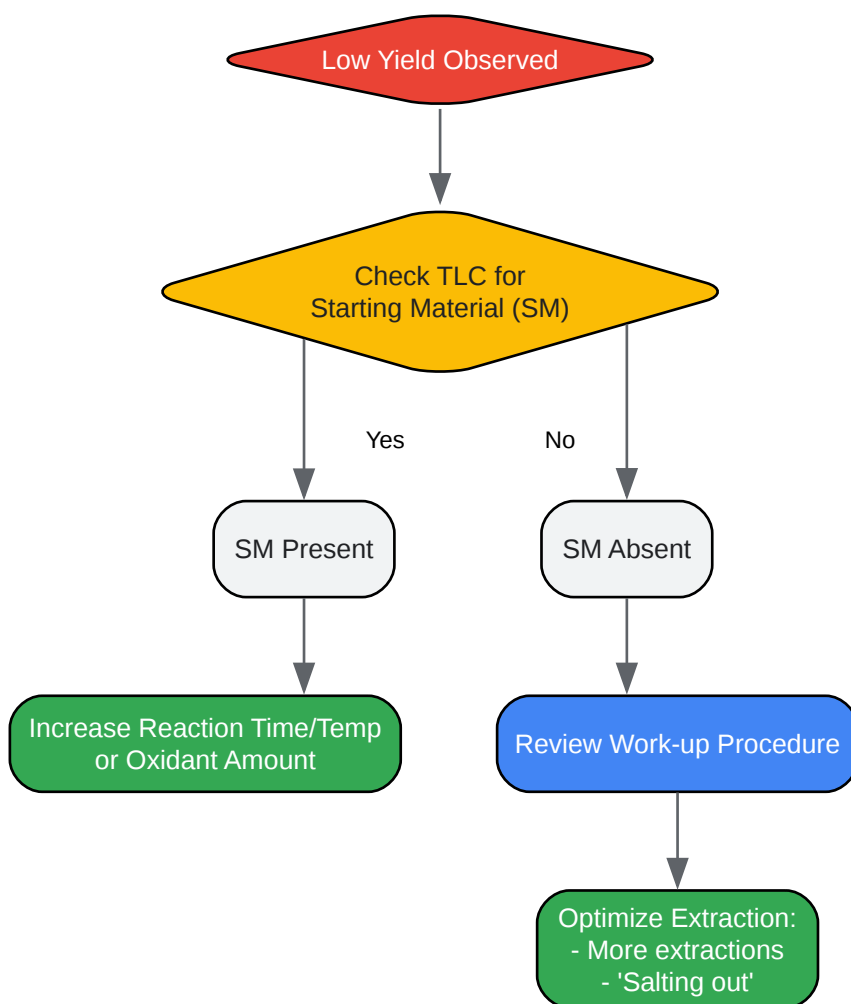 Low Yield Observed
Check TLC for
Starting Material (SM)
Yes
No
SM Present
SM Absent
Increase Reaction Time/Temp
or Oxidant Amount
Review Work-up Procedure
Optimize Extraction:
- More extractions
- 'Salting out'